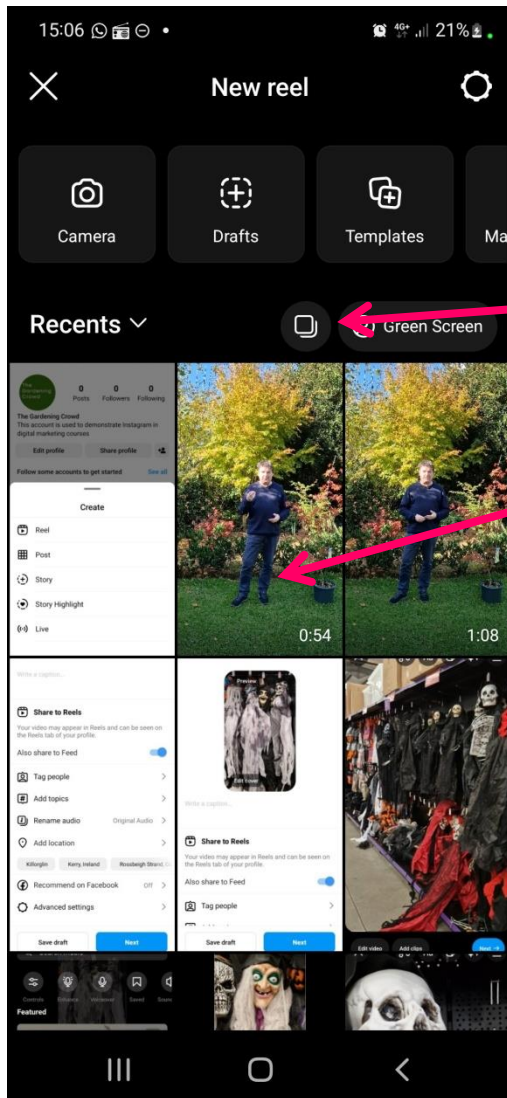 15:06
4G+ 21%
New reel
Camera
Drafts
Templates
Ma
Recents
Green Screen
The Gardening Crowd
0 0 0
Posts Followers Following
The Gardening Crowd
This account is used to demonstrate Instagram in
digital marketing courses
Edit profile Share profile
Follow some accounts to get started See all
Create
Reel
Post
Story
Story Highlight
Live
0:54
1:08
Write a caption...
Share to Reels
Your video may appear in Reels and can be seen on
the Reels tab of your profile.
Also share to Feed
Tag people
Add topics
Rename audio Original Audio
Add location
Killorglin Kerry, Ireland Rossbeigh Strand,
Recommend on Facebook Off
Advanced settings
Save draft Next
Preview
Edit cover
Write a caption...
Share to Reels
Your video may appear in Reels and can be seen on
the Reels tab of your profile.
Also share to Feed
Tag people
Save draft Next
Edit video Add clips Next
Controls Enhance Voiceover Saved
Featured